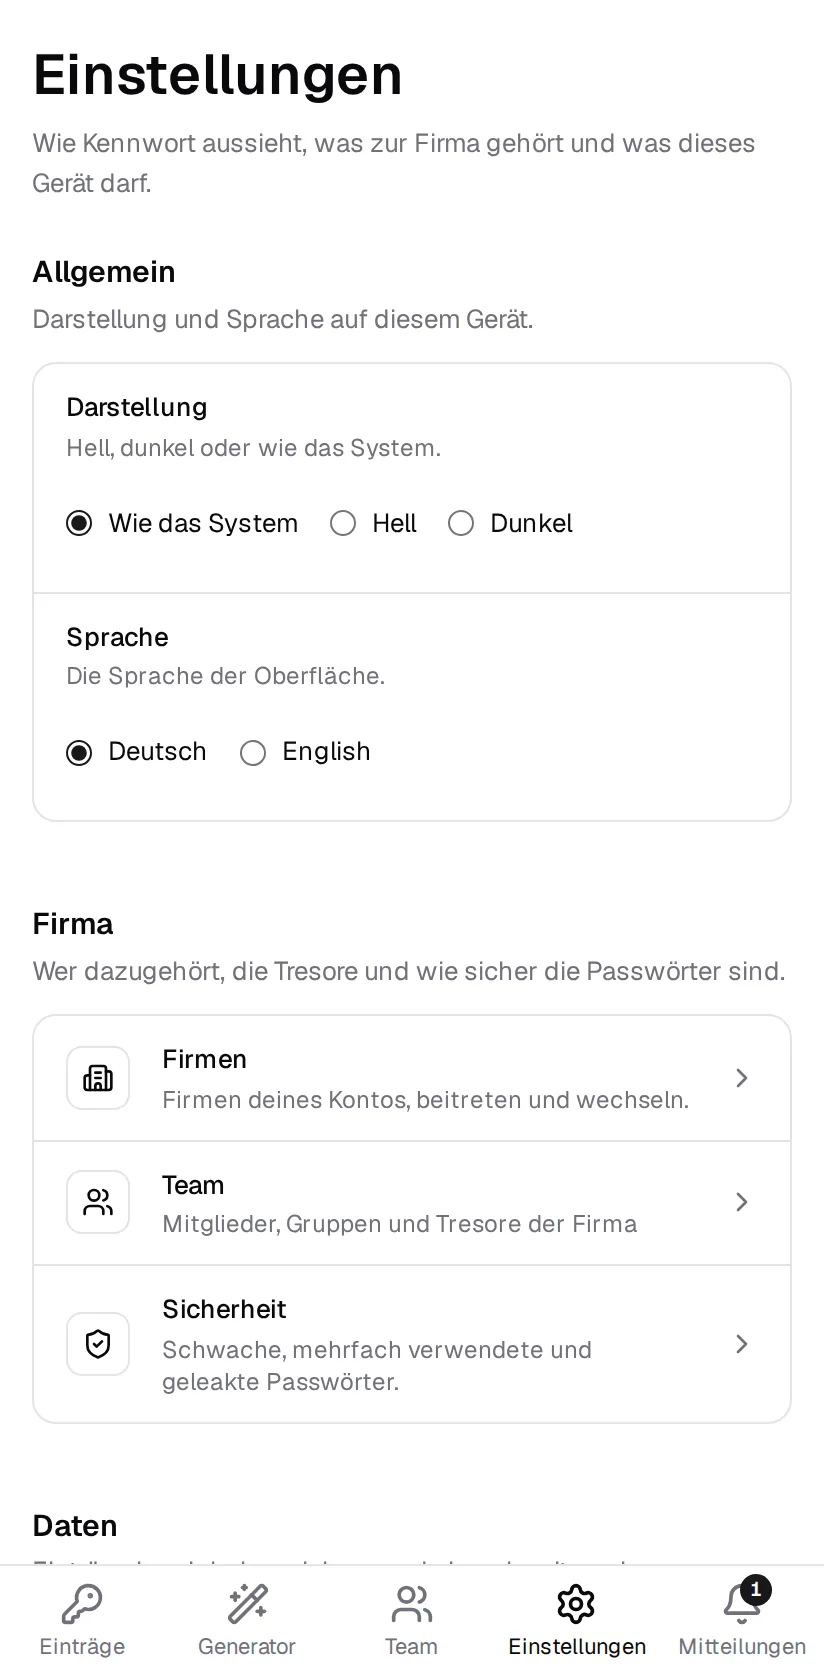 Einstellungen
Wie Kennwort aussieht, was zur Firma gehört und was dieses
Gerät darf.
Allgemein
Darstellung und Sprache auf diesem Gerät.
Darstellung
Hell, dunkel oder wie das System.
Wie das System Hell Dunkel
Sprache
Die Sprache der Oberfläche.
Deutsch English
Firma
Wer dazugehört, die Tresore und wie sicher die Passwörter sind.
Firmen
Firmen deines Kontos, beitreten und wechseln.
Team
Mitglieder, Gruppen und Tresore der Firma
Sicherheit
Schwache, mehrfach verwendete und
geleakte Passwörter.
Daten
1
Einträge Generator Team Einstellungen Mitteilungen